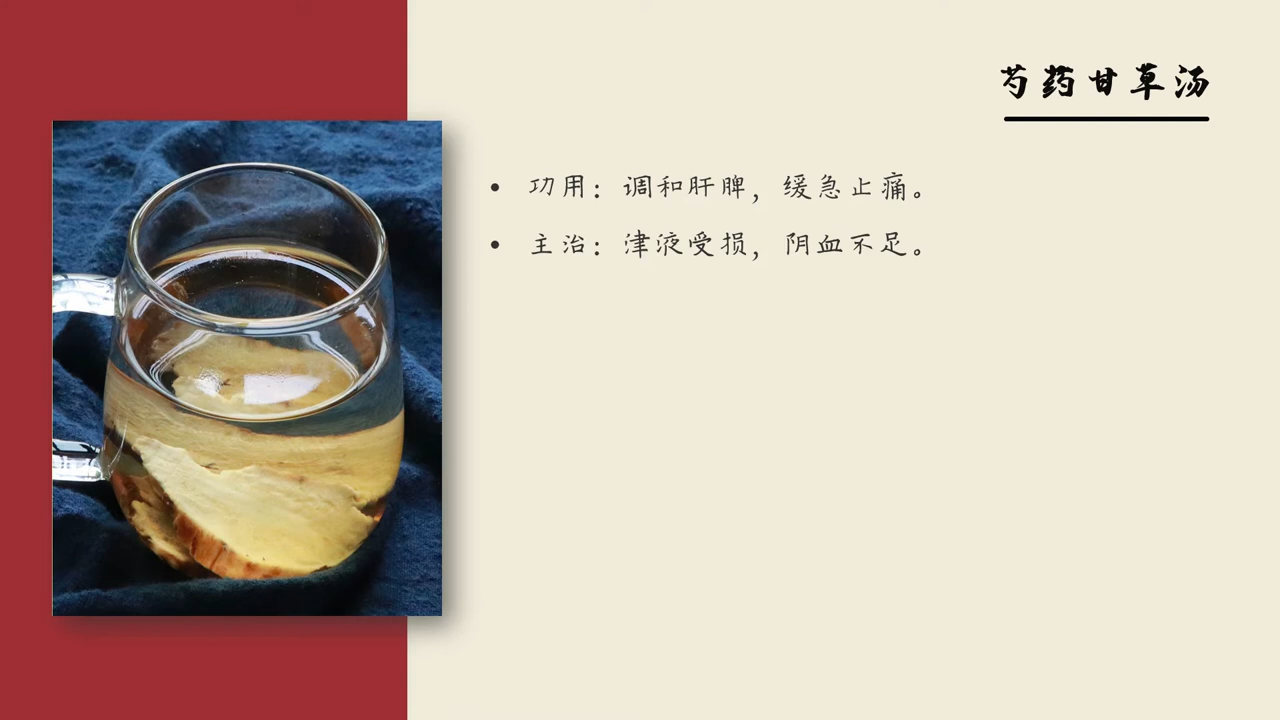 芍药甘草汤
• 功用：调和肝脾，缓急止痛。
• 主治：津液受损，阴血不足。